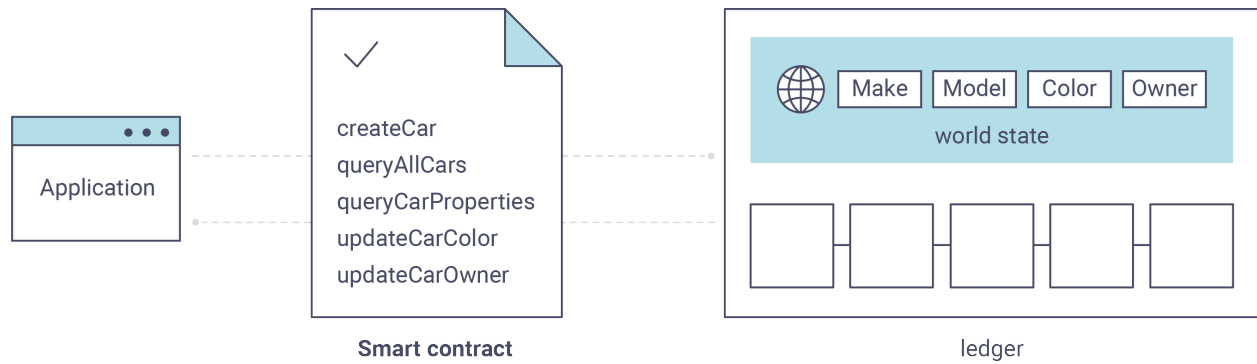 Application
createCar
queryAllCars
queryCarProperties
updateCarColor
updateCarOwner
Smart contract
Make Model Color Owner
world state
ledger